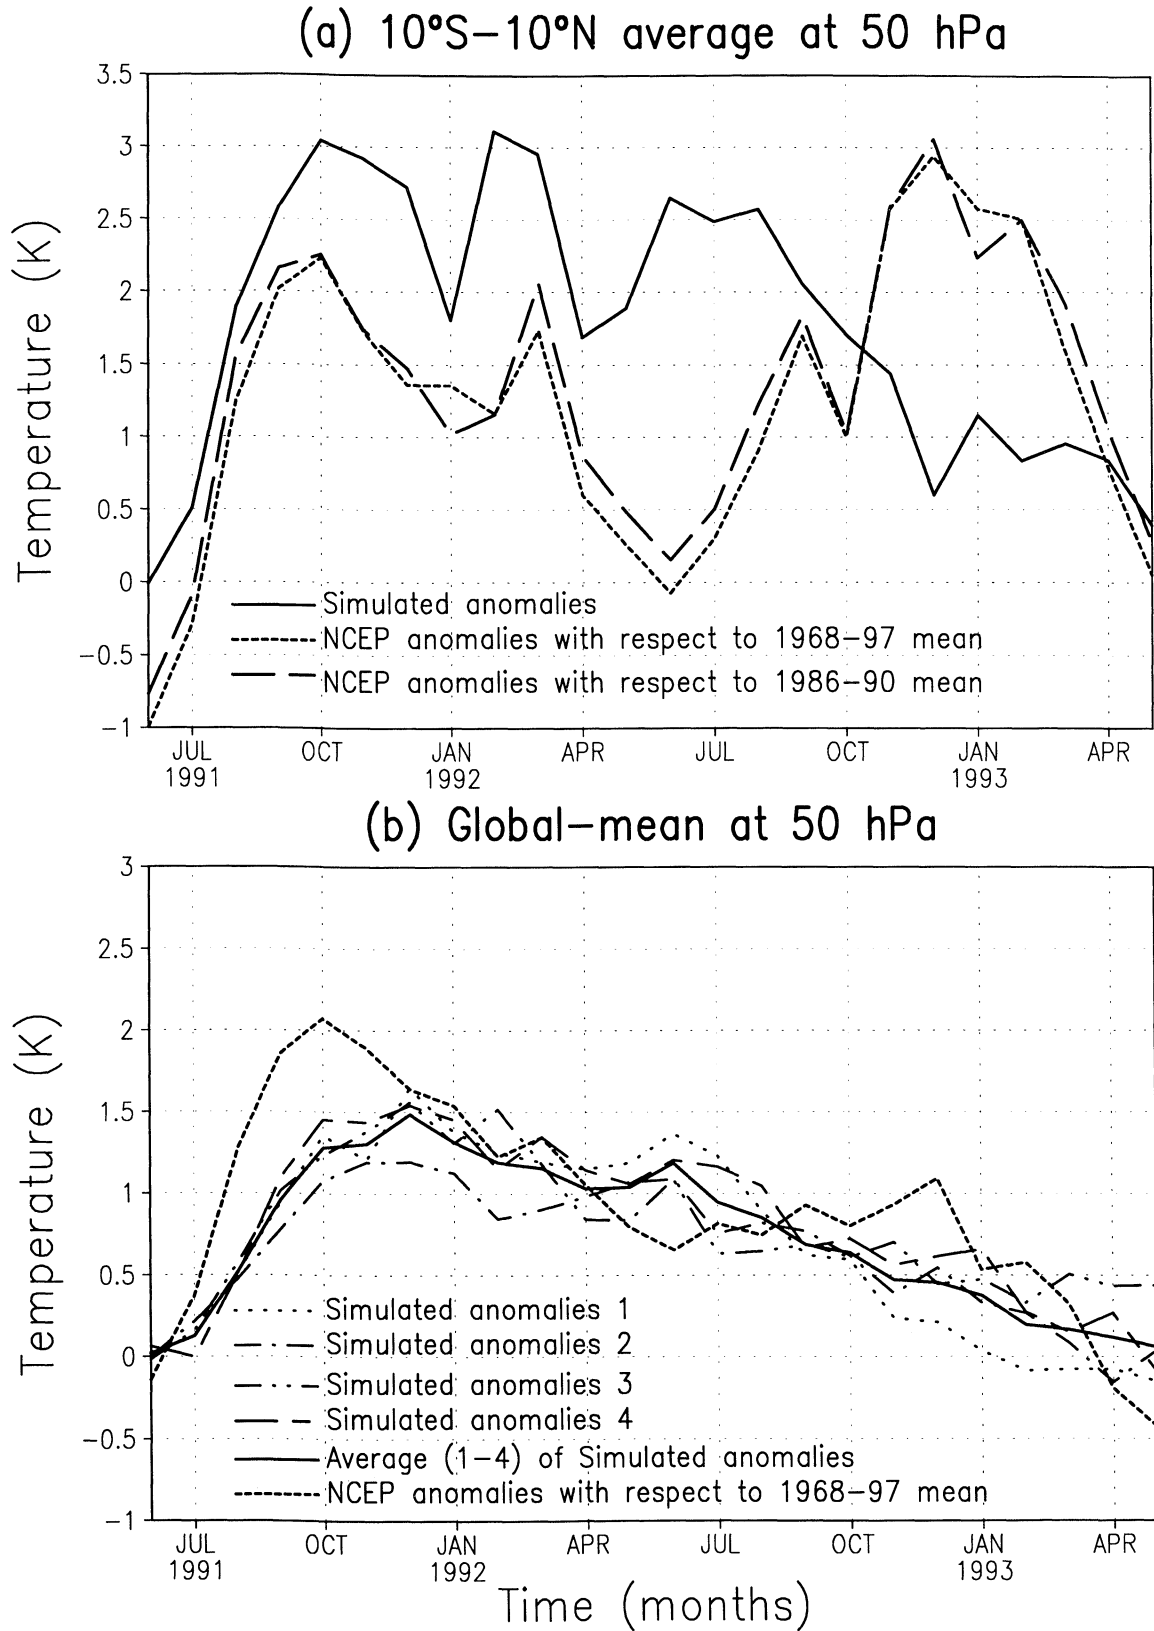 (a) 10°S−10°N average at 50 hPa
3.5
3
2.5
2
1.5
1
0.5
0
−0.5
−1
Temperature (K)
Simulated anomalies
NCEP anomalies with respect to 1968−97 mean
NCEP anomalies with respect to 1986−90 mean
JUL OCT JAN APR JUL OCT JAN APR
1991 1992 1993
(b) Global−mean at 50 hPa
3
2.5
2
1.5
1
0.5
0
−0.5
−1
Temperature (K)
Simulated anomalies 1
Simulated anomalies 2
Simulated anomalies 3
Simulated anomalies 4
Average (1−4) of Simulated anomalies
NCEP anomalies with respect to 1968−97 mean
JUL OCT JAN APR JUL OCT JAN APR
1991 1992 1993
Time (months)